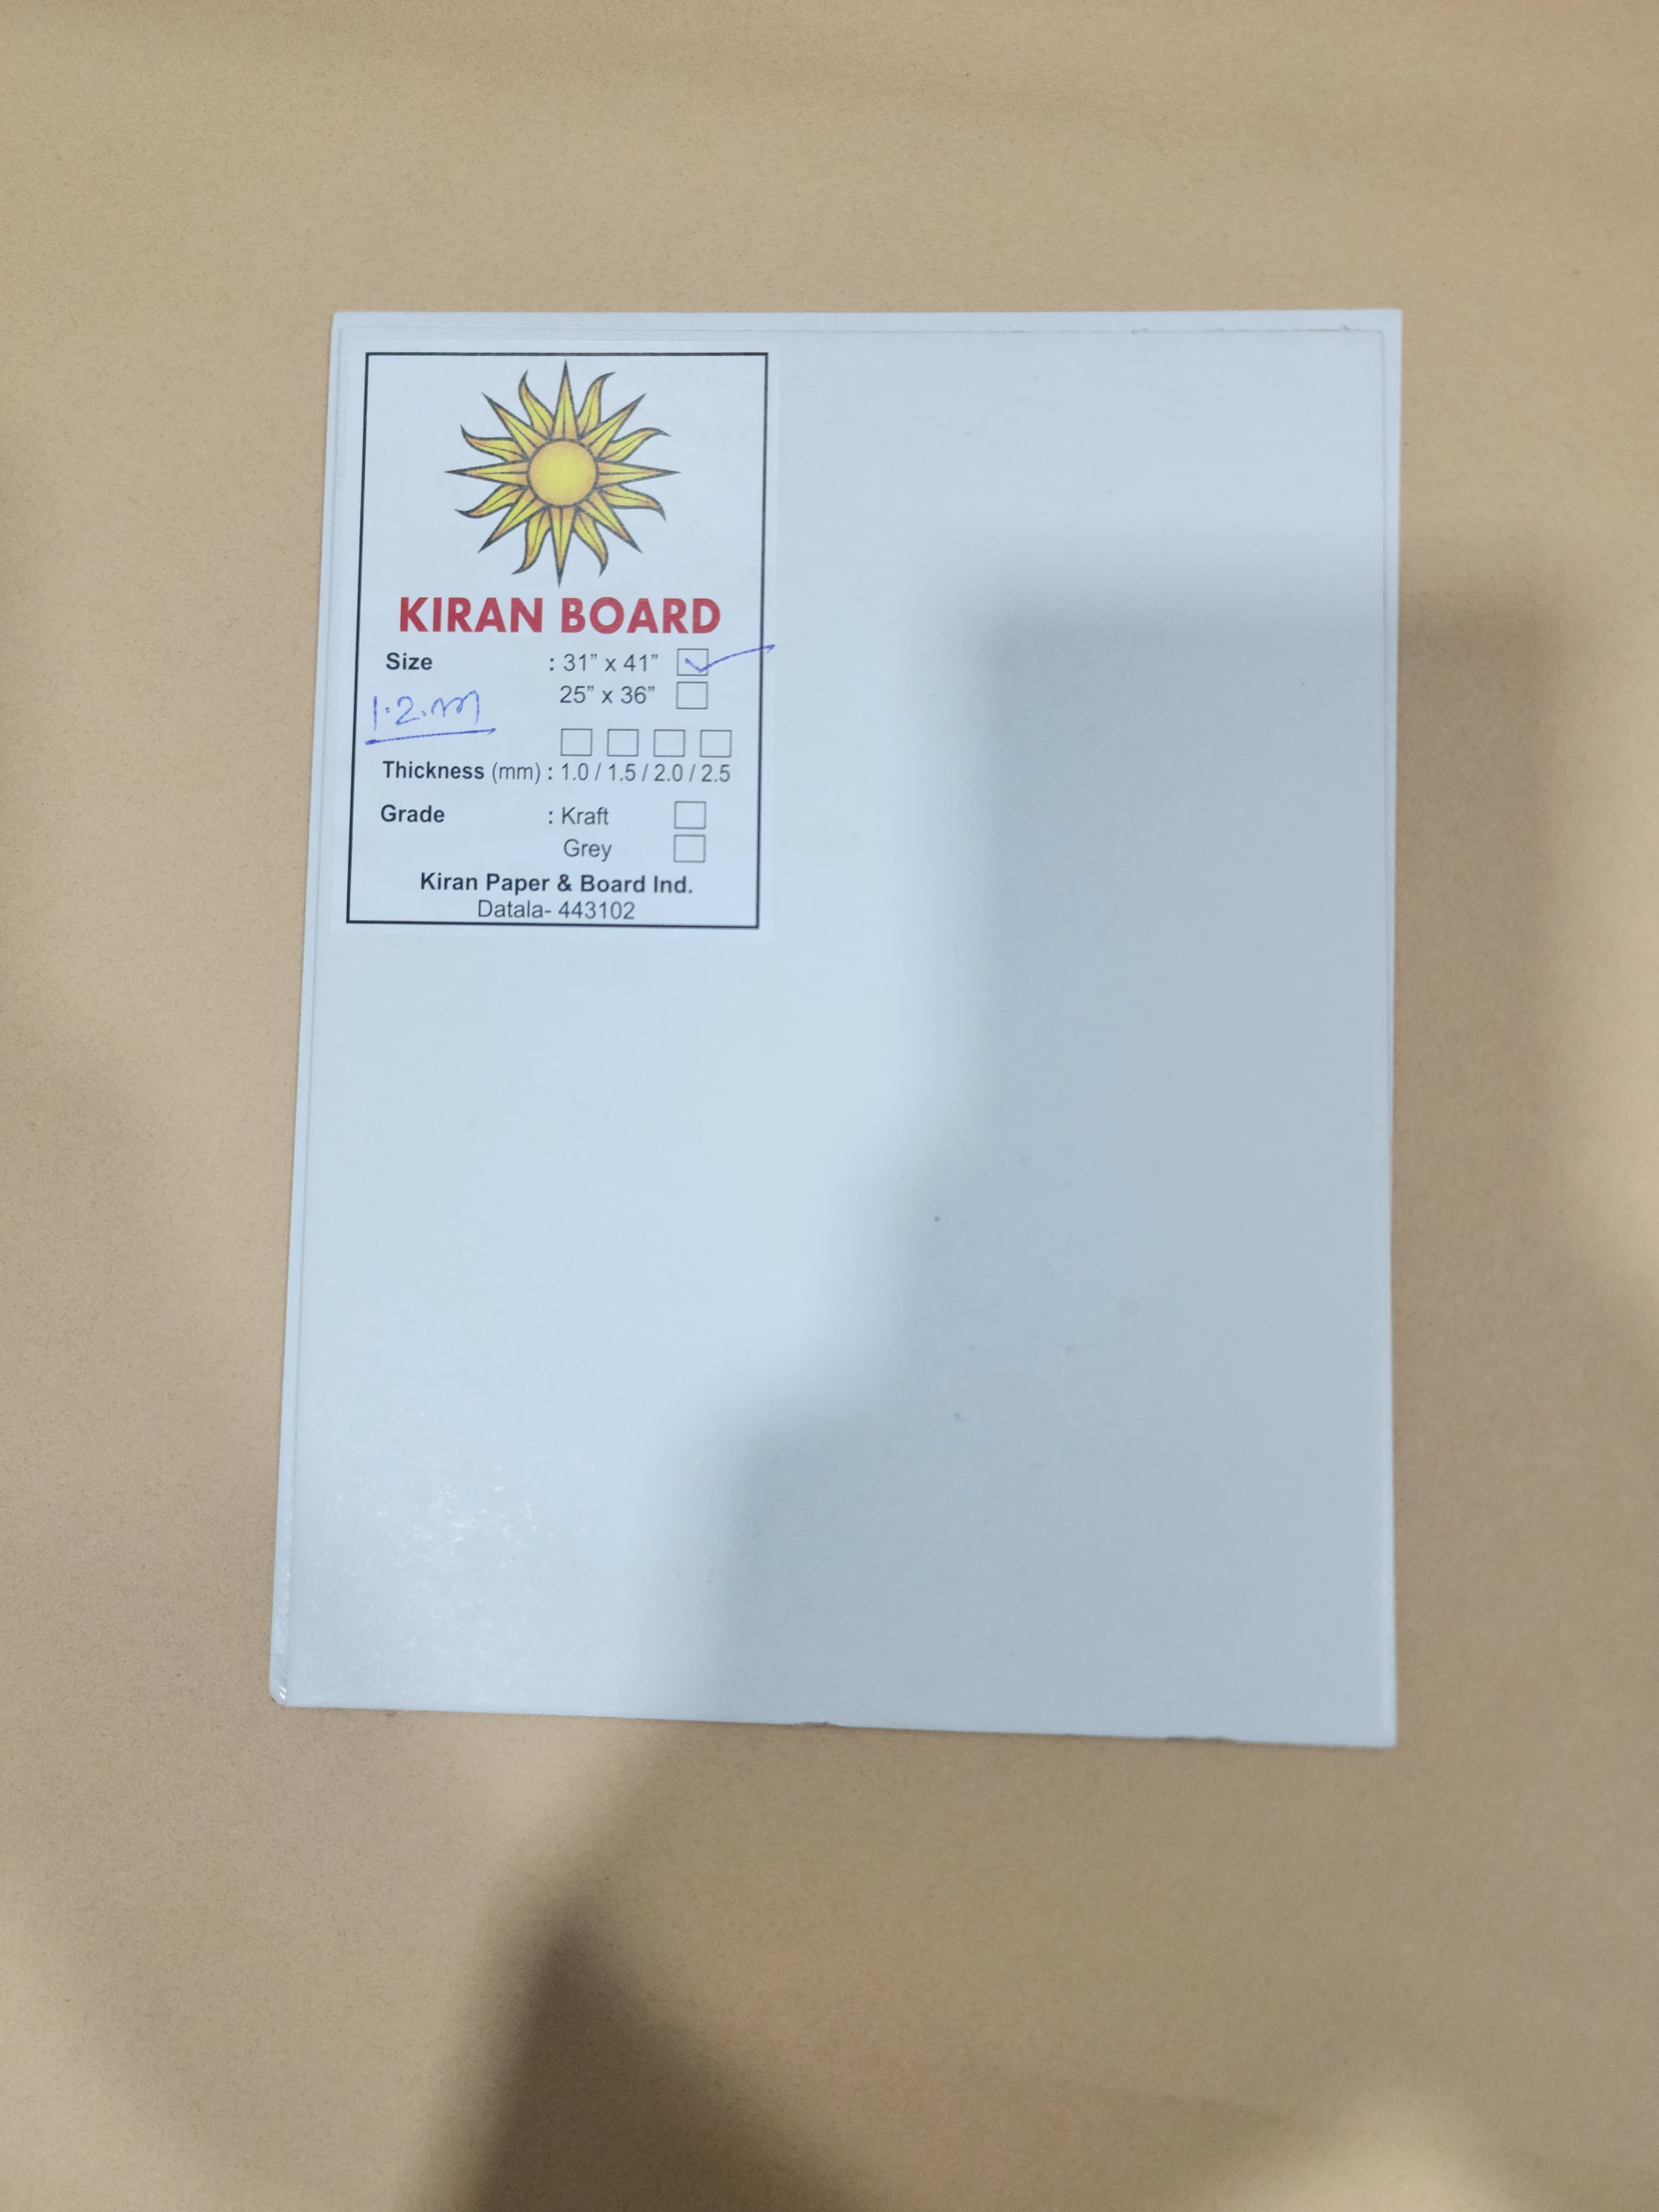 KIRAN BOARD
Size : 31” x 41”
25” x 36”
1.2.m
Thickness (mm) : 1.0 / 1.5 / 2.0 / 2.5
Grade : Kraft
Grey
Kiran Paper & Board Ind.
Datala- 443102